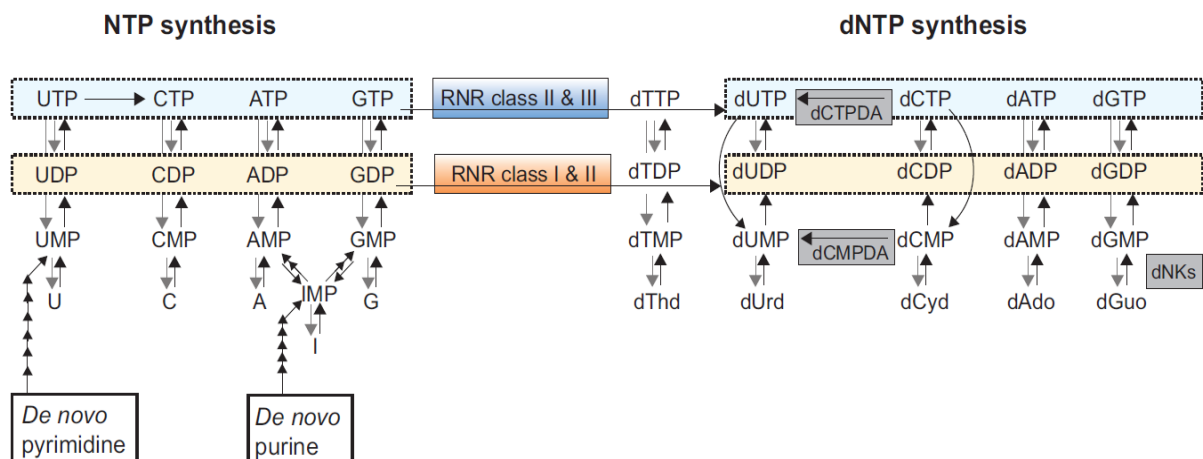 NTP synthesis
dNTP synthesis
UTP CTP ATP GTP RNR class II & III dTTP dUTP dCTP dATP dGTP
dCTPDA
UDP CDP ADP GDP RNR class I & II dTDP dUDP dCDP dADP dGDP
UMP CMP AMP GMP dTMP dUMP dCMP dAMP dGMP
dCMPDA
dNKs
U C A IMP G dThd dUrd dCyd dAdo dGuo
I
De novo
pyrimidine
De novo
purine